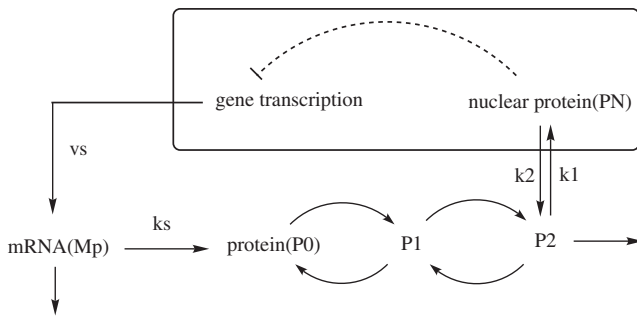 gene transcription
nuclear protein(PN)
vs
k2
k1
ks
mRNA(Mp)
protein(P0)
P1
P2